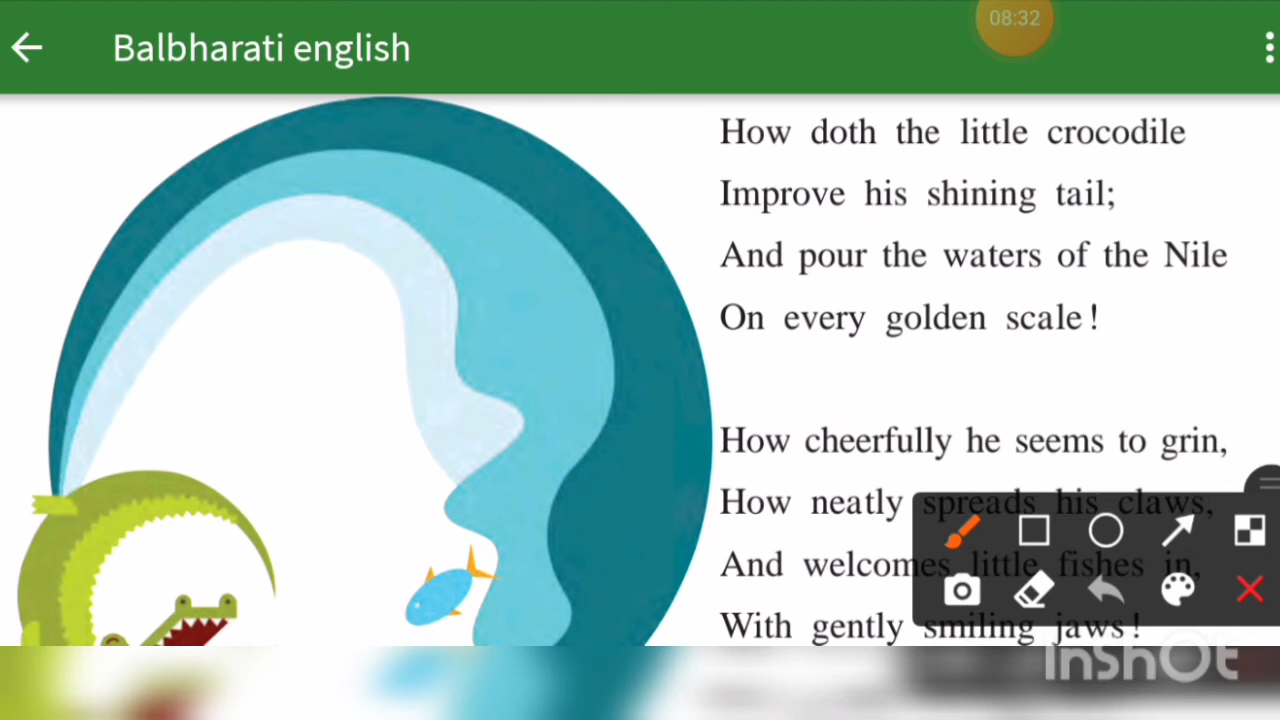 08:32
Balbharati english
How doth the little crocodile
Improve his shining tail;
And pour the waters of the Nile
On every golden scale!
How cheerfully he seems to grin,
How neatly spreads his claws,
And welcomes little fishes in,
With gently smiling jaws!
InShOt